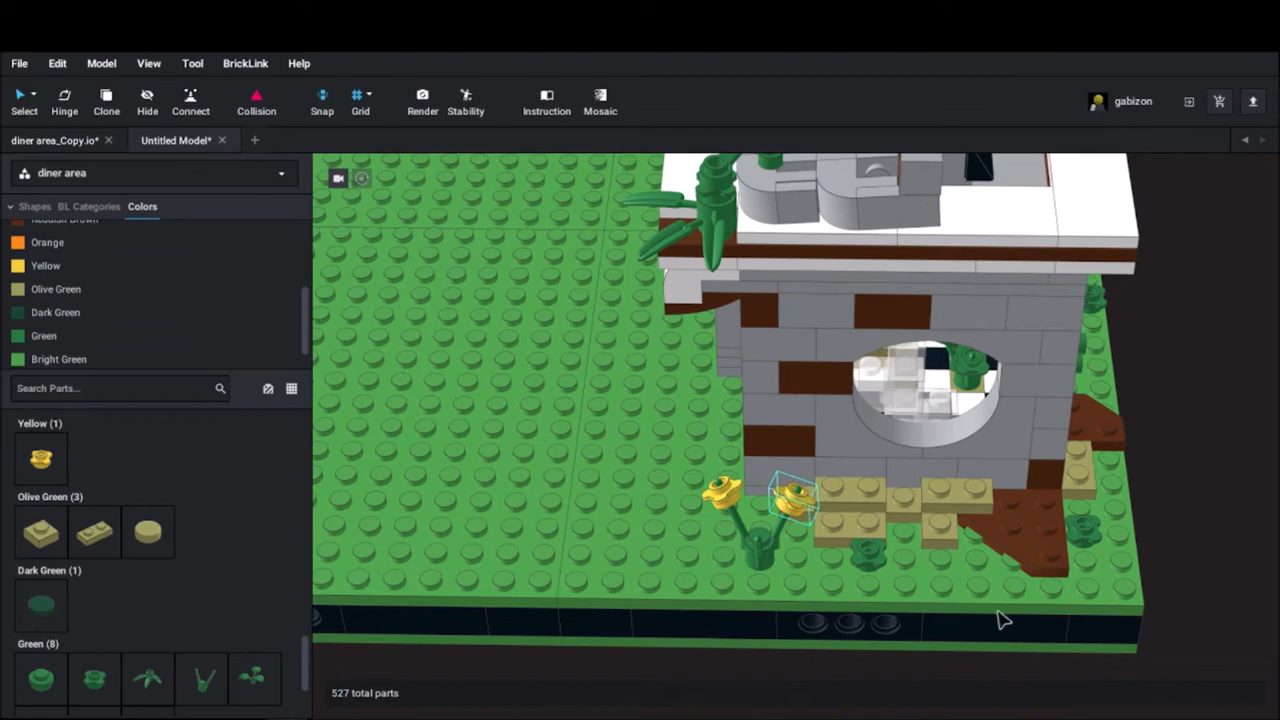 File Edit Model View Tool BrickLink Help
Select Hinge Clone Hide Connect Collision Snap Grid Render Stability Instruction Mosaic gabizon
diner area_Copy.io* Untitled Model*
diner area
Shapes BL Categories Colors
Reddish Brown
Orange
Yellow
Olive Green
Dark Green
Green
Bright Green
Search Parts...
Yellow (1)
Olive Green (3)
Dark Green (1)
Green (8)
527 total parts